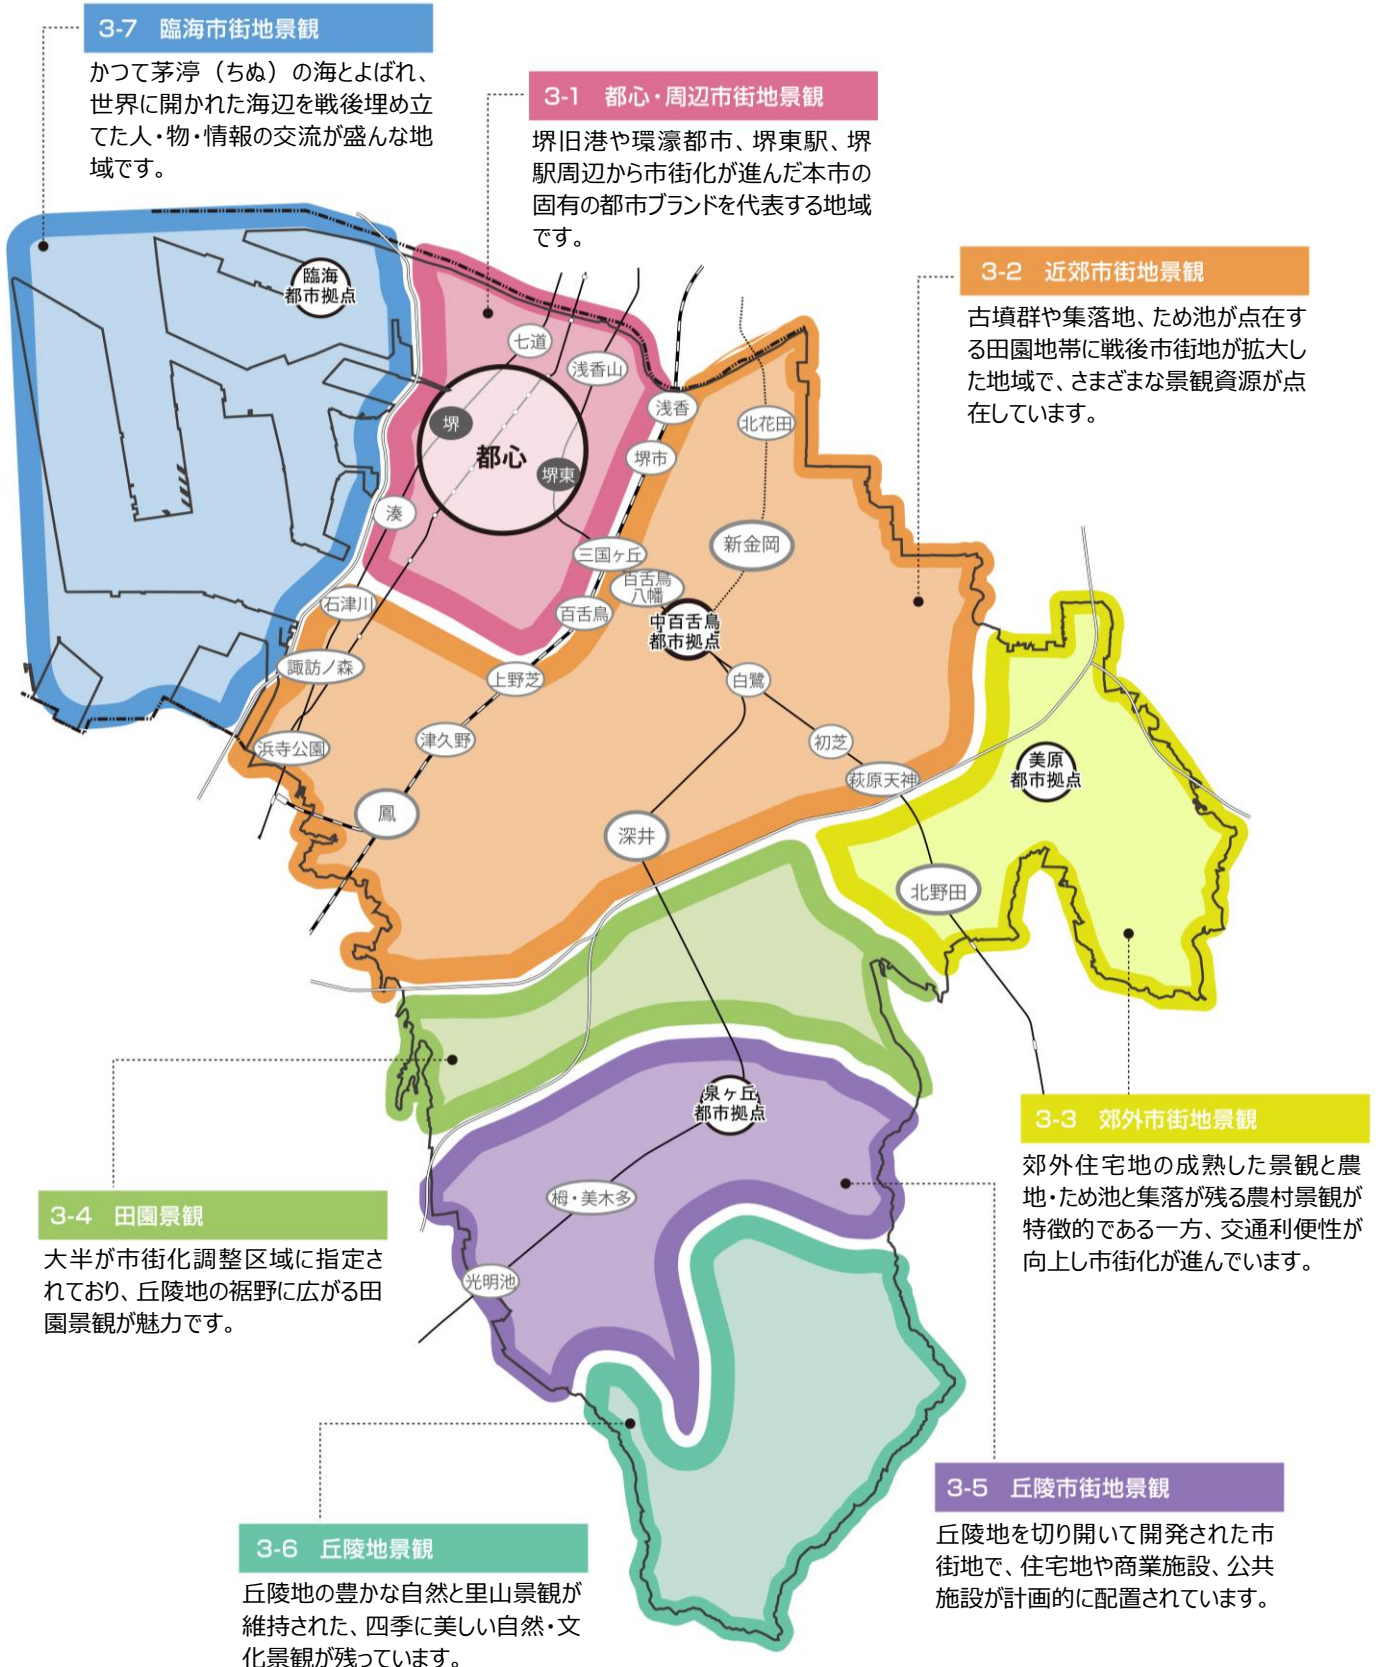 3-7 臨海市街地景観
かつて茅渟（ちぬ）の海とよばれ、
世界に開かれた海辺を戦後埋め立
てた人・物・情報の交流が盛んな地
域です。
3-1 都心・周辺市街地景観
堺旧港や環濠都市、堺東駅、堺
駅周辺から市街化が進んだ本市の
固有の都市ブランドを代表する地域
です。
3-2 近郊市街地景観
古墳群や集落地、ため池が点在す
る田園地帯に戦後市街地が拡大し
た地域で、さまざまな景観資源が点
在しています。
臨海
都市拠点
七道
浅香山
浅香
北花田
堺
都心
堺東
堺市
湊
三国ヶ丘
新金岡
百舌鳥
八幡
石津川
百舌鳥
中百舌鳥
都市拠点
諏訪ノ森
上野芝
白鷺
浜寺公園
津久野
初芝
萩原天神
美原
都市拠点
鳳
深井
北野田
泉ヶ丘
都市拠点
栂・美木多
光明池
3-3 郊外市街地景観
郊外住宅地の成熟した景観と農
地・ため池と集落が残る農村景観が
特徴的である一方、交通利便性が
向上し市街化が進んでいます。
3-4 田園景観
大半が市街化調整区域に指定さ
れており、丘陵地の裾野に広がる田
園景観が魅力です。
3-5 丘陵市街地景観
丘陵地を切り開いて開発された市
街地で、住宅地や商業施設、公共
施設が計画的に配置されています。
3-6 丘陵地景観
丘陵地の豊かな自然と里山景観が
維持された、四季に美しい自然・文
化景観が残っています。